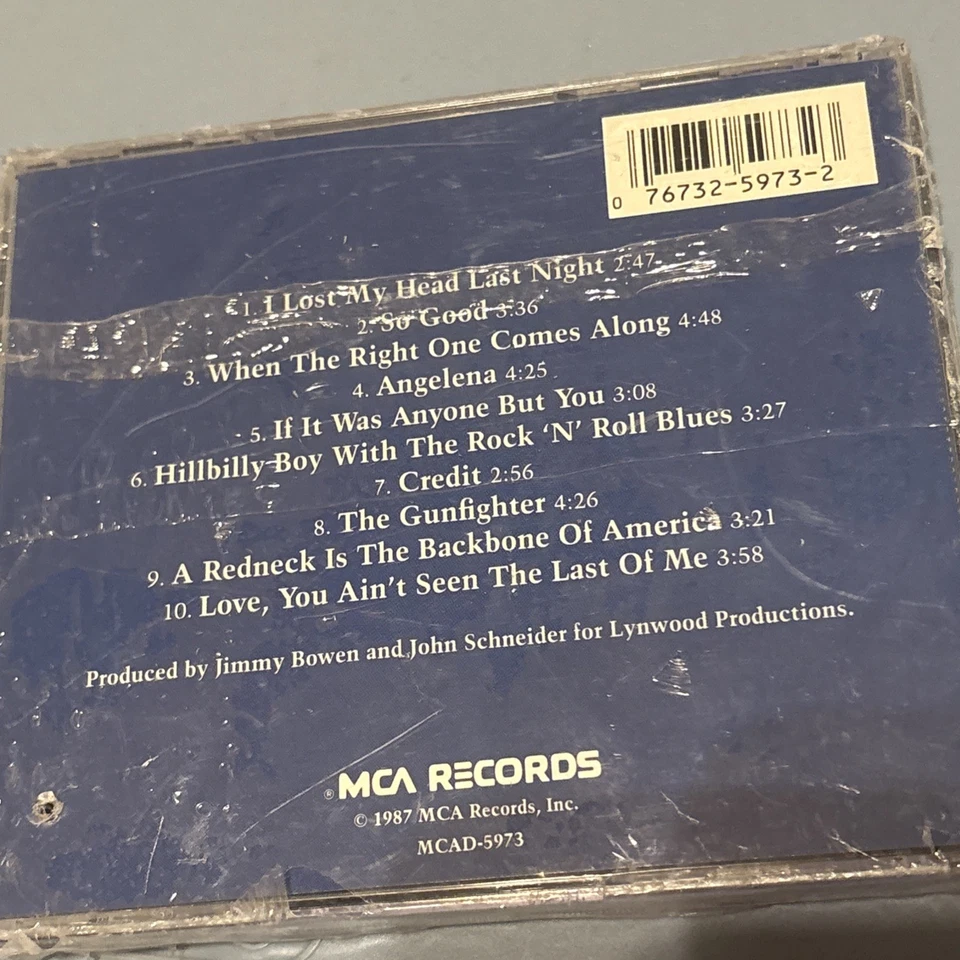 0 76732-5973-2
1. I Lost My Head Last Night 2:47
2. So Good 3:36
3. When The Right One Comes Along 4:48
4. Angelena 4:25
5. If It Was Anyone But You 3:08
6. Hillbilly Boy With The Rock 'N' Roll Blues 3:27
7. Credit 2:56
8. The Gunfighter 4:26
9. A Redneck Is The Backbone Of America 3:21
10. Love, You Ain't Seen The Last Of Me 3:58
Produced by Jimmy Bowen and John Schneider for Lynwood Productions.
® MCA RECORDS
© 1987 MCA Records, Inc.
MCAD-5973